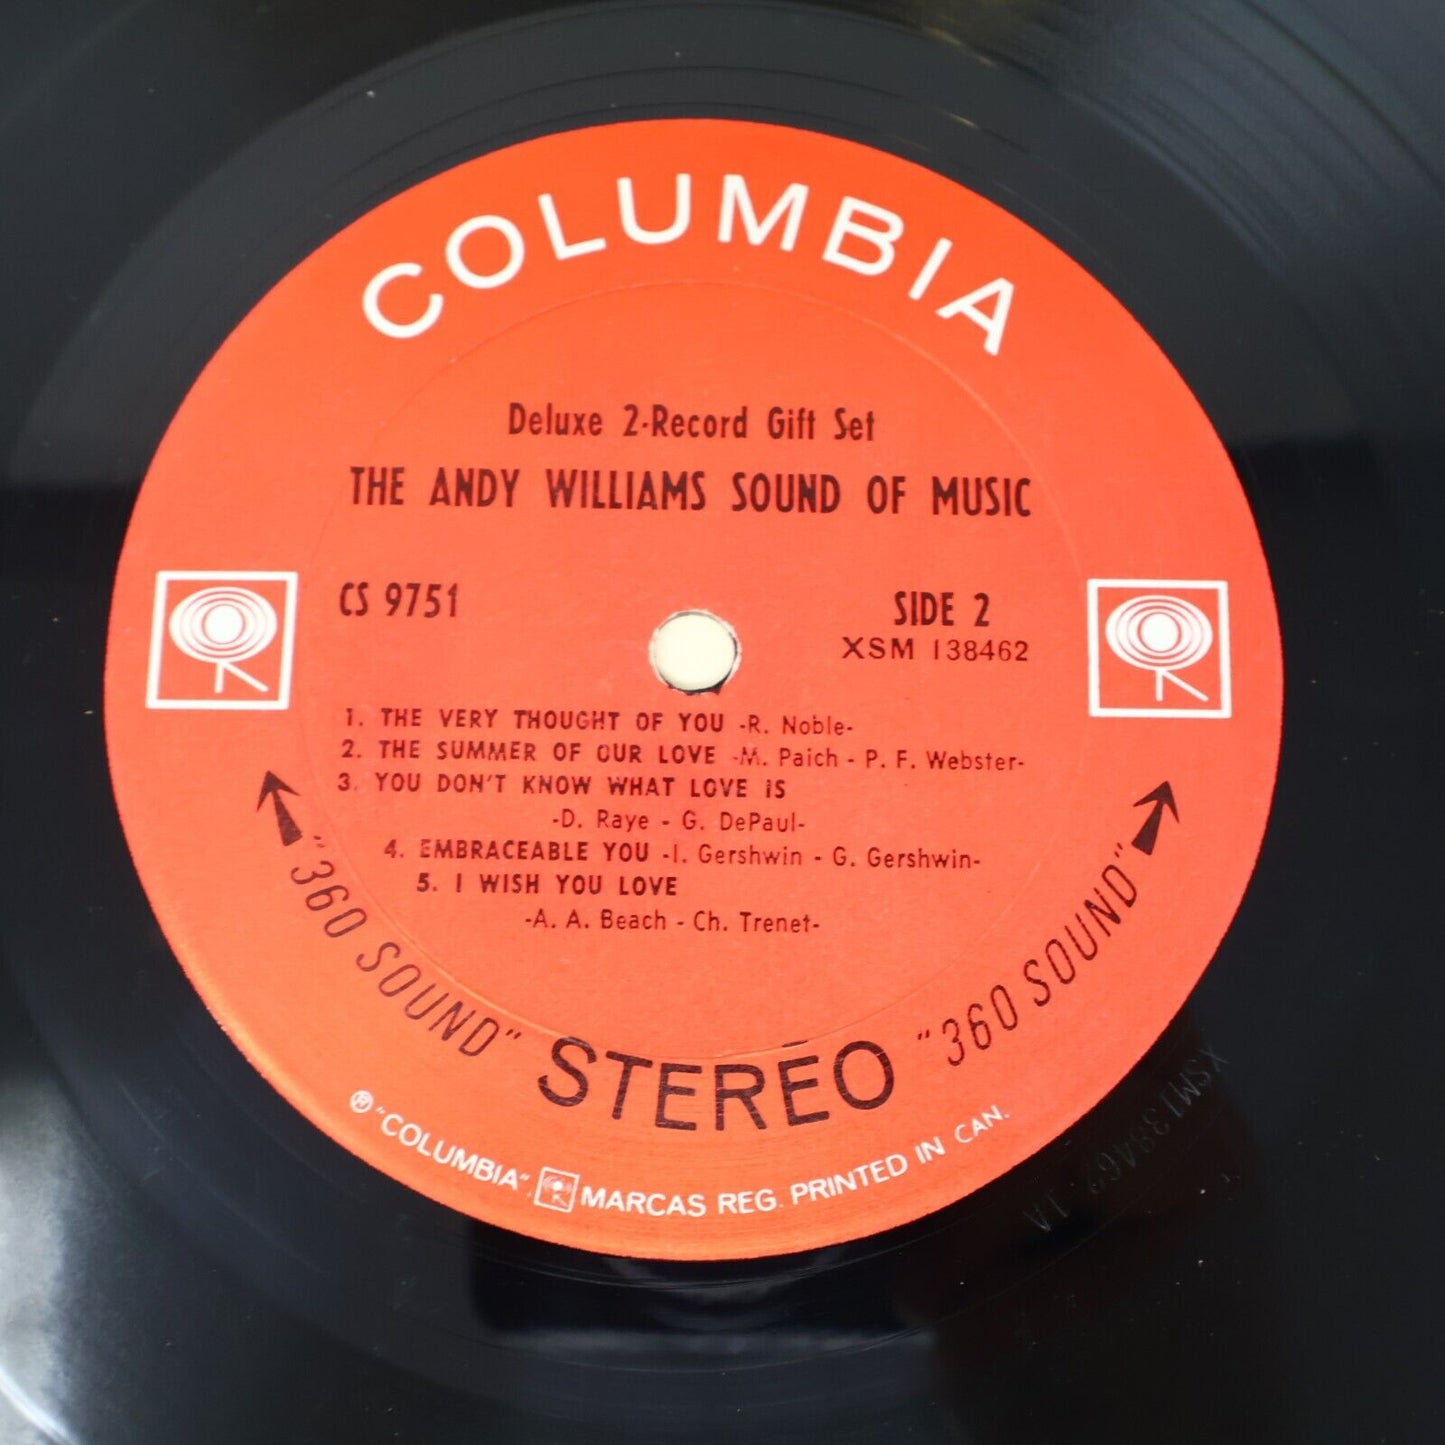 COLUMBIA
Deluxe 2-Record Gift Set
THE ANDY WILLIAMS SOUND OF MUSIC
CS 9751
SIDE 2
XSM 138462
1. THE VERY THOUGHT OF YOU -R. Noble-
2. THE SUMMER OF OUR LOVE -M. Paich - P. F. Webster-
3. YOU DON'T KNOW WHAT LOVE IS
-D. Raye - G. DePaul-
4. EMBRACEABLE YOU -I. Gershwin - G. Gershwin-
5. I WISH YOU LOVE
-A. A. Beach - Ch. Trenet-
"360 SOUND" STEREO "360 SOUND"
® "COLUMBIA", MARCAS REG. PRINTED IN CAN.
XSM138462 1A